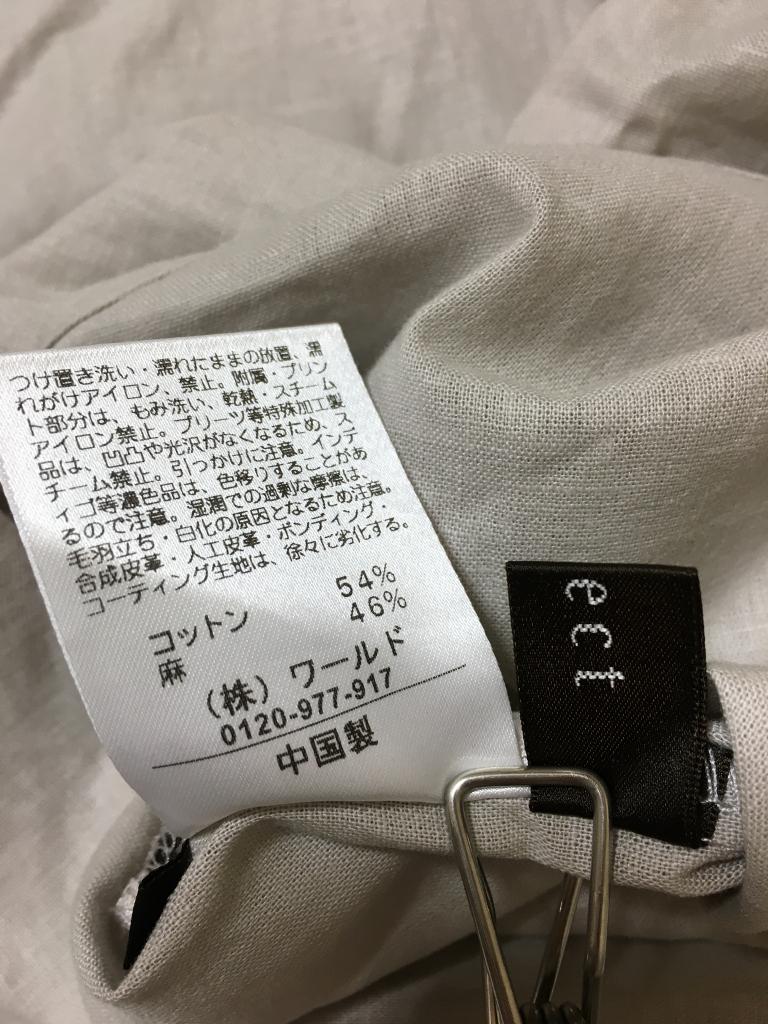 つけ置き洗い・濡れたままの放置、濡
れがけアイロン、禁止。附属・プリン
ト部分は、もみ洗い、乾熱・スチーム
アイロン禁止。プリーツ等特殊加工製
品は、凹凸や光沢がなくなるため、ス
チーム禁止。引つかけに注意。インデ
ィゴ等濃色品は、色移りすることがあ
るので注意。湿潤での過剰な摩擦は、
毛羽立ち・白化の原因となるため注意。
合成皮革・人工皮革・ボンディング・
コーティング生地は、徐々に劣化する。
コットン 54%
麻 46%
(株) ワールド
0120-977-917
中国製
ect